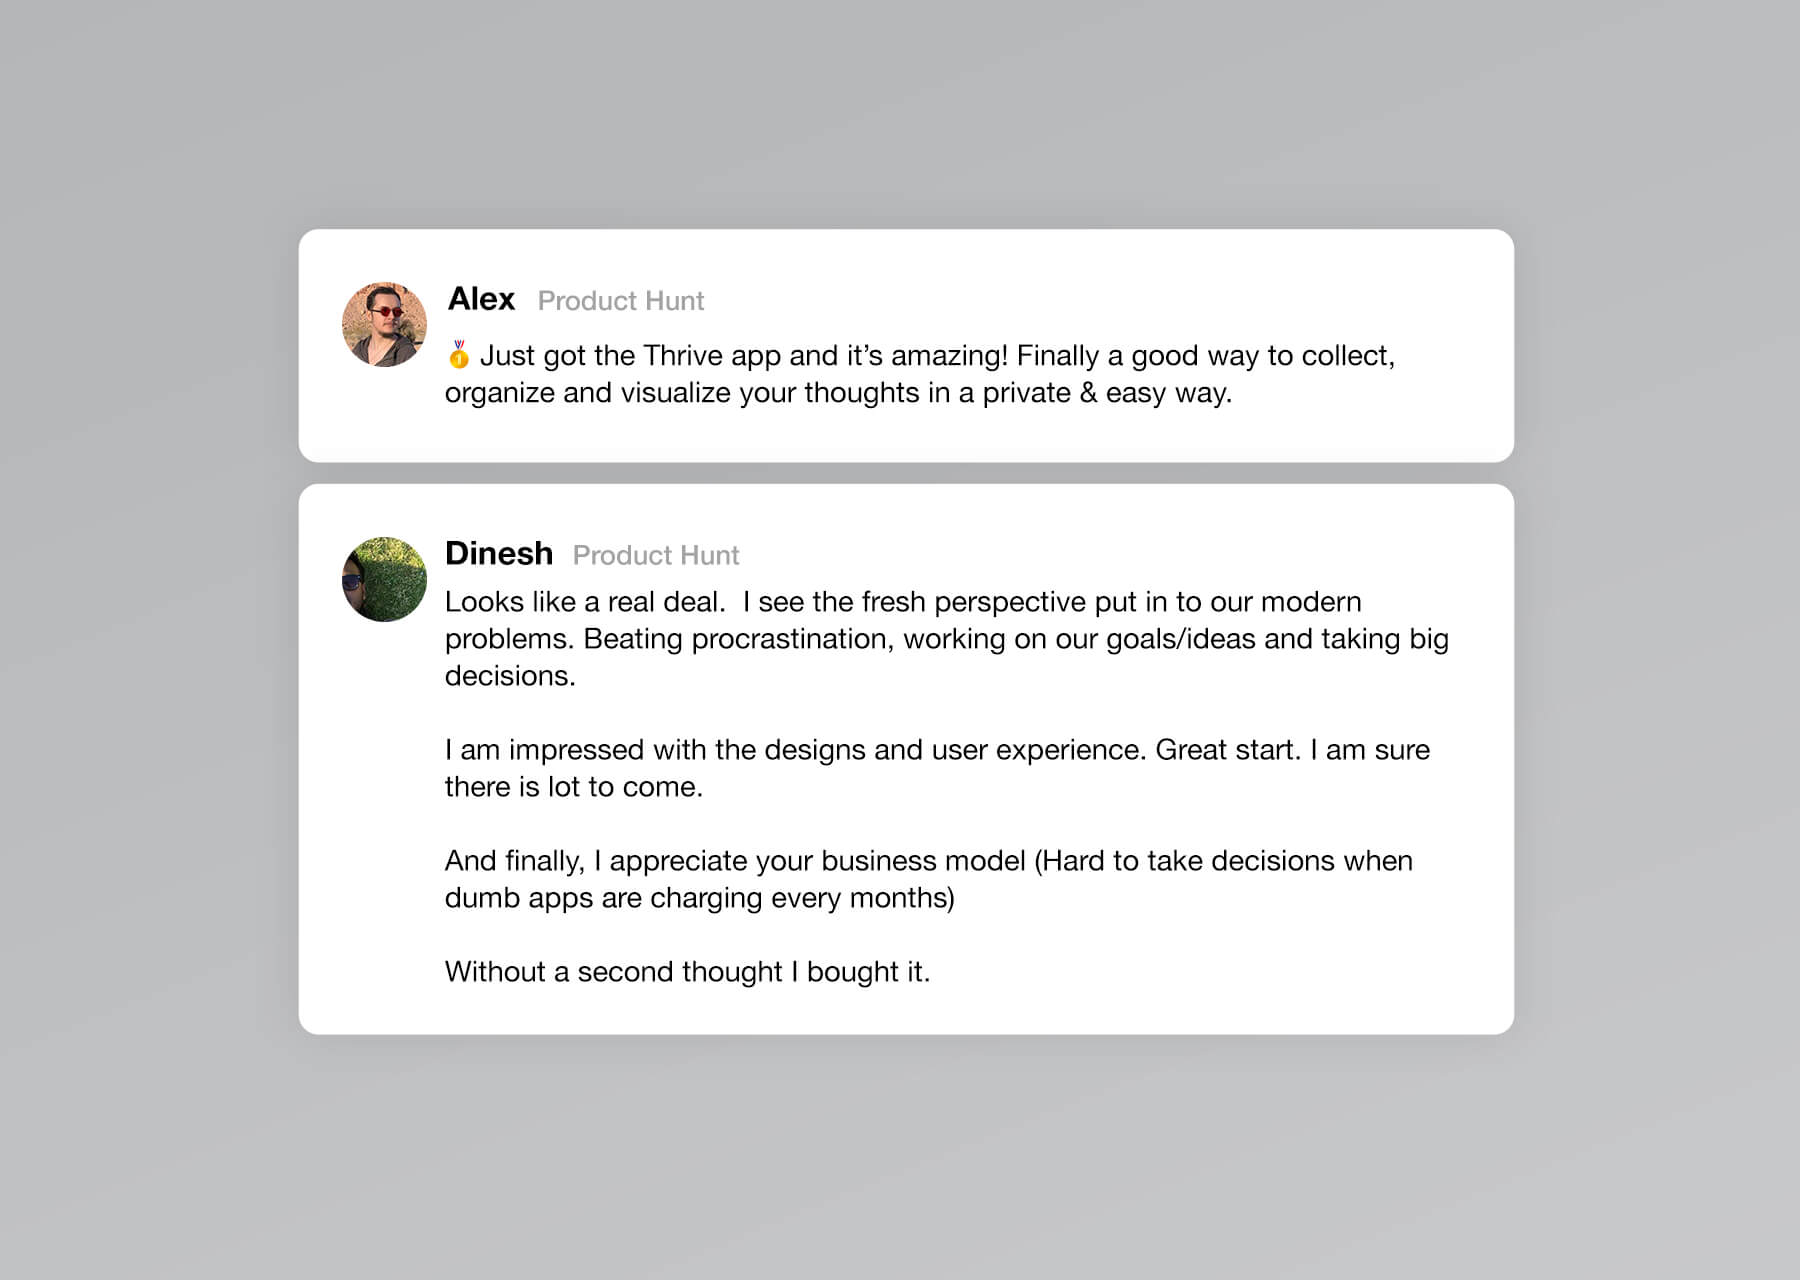 Alex Product Hunt
🥇 Just got the Thrive app and it’s amazing! Finally a good way to collect,
organize and visualize your thoughts in a private & easy way.
Dinesh Product Hunt
Looks like a real deal.  I see the fresh perspective put in to our modern
problems. Beating procrastination, working on our goals/ideas and taking big
decisions.
I am impressed with the designs and user experience. Great start. I am sure
there is lot to come.
And finally, I appreciate your business model (Hard to take decisions when
dumb apps are charging every months)
Without a second thought I bought it.